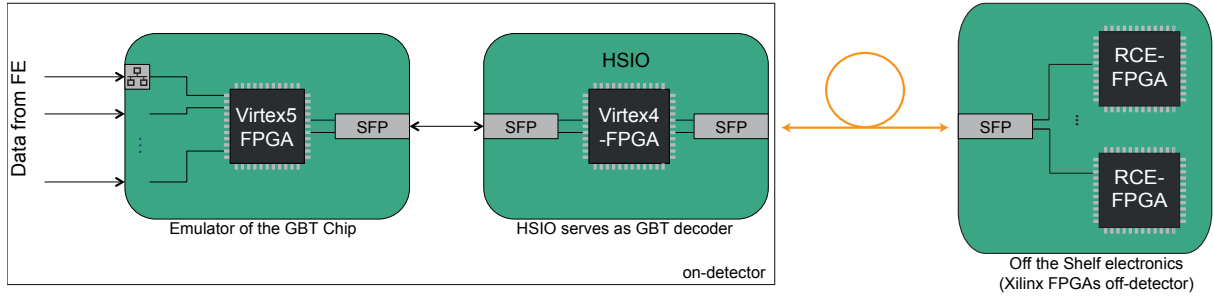 Data from FE
Virtex5
FPGA
SFP
Emulator of the GBT Chip
HSIO
SFP
Virtex4
-FPGA
SFP
HSIO serves as GBT decoder
on-detector
SFP
RCE-
FPGA
RCE-
FPGA
Off the Shelf electronics
(Xilinx FPGAs off-detector)